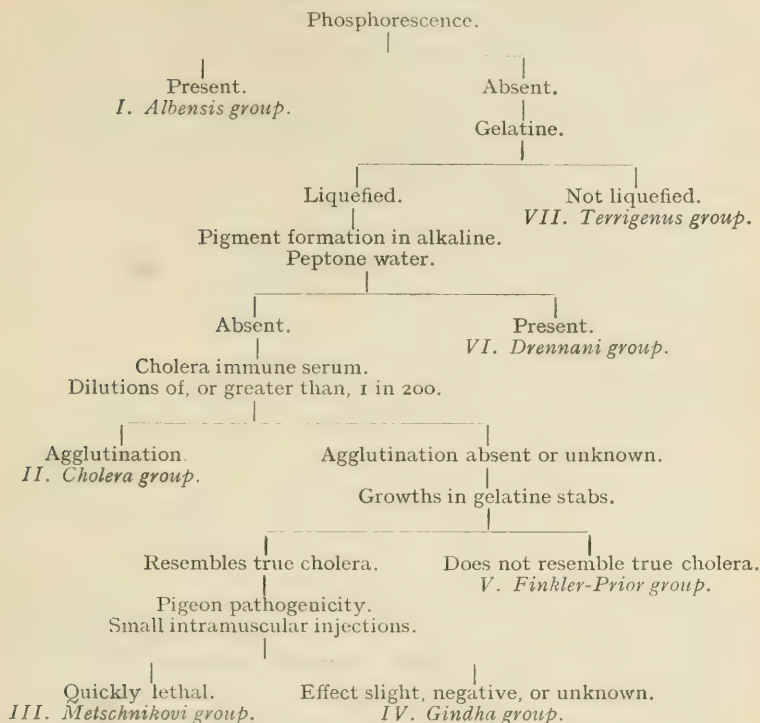 Phosphorescence.
Present.
Absent.
I. Albensis group.
Gelatine.
Liquefied.
Not liquefied.
VII. Terrigenus group.
Pigment formation in alkaline.
Peptone water.
Absent.
Present.
VI. Drennani group.
Cholera immune serum.
Dilutions of, or greater than, 1 in 200.
Agglutination.
Agglutination absent or unknown.
II. Cholera group.
Growths in gelatine stabs.
Resembles true cholera.
Does not resemble true cholera.
V. Finkler-Prior group.
Pigeon pathogenicity.
Small intramuscular injections.
Quickly lethal.
Effect slight, negative, or unknown.
III. Metschnikovi group.
IV. Gindha group.